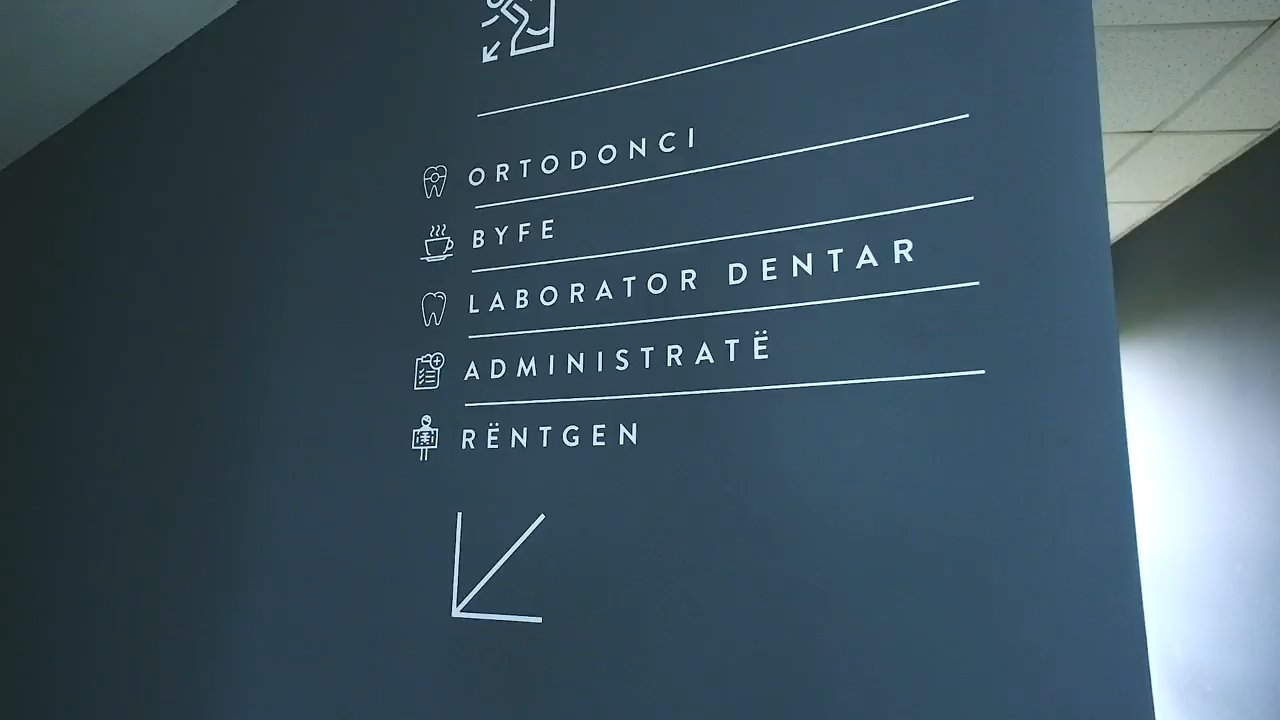 ORTODONCI
BYFE
LABORATOR DENTAR
ADMINISTRATË
RËNTGEN